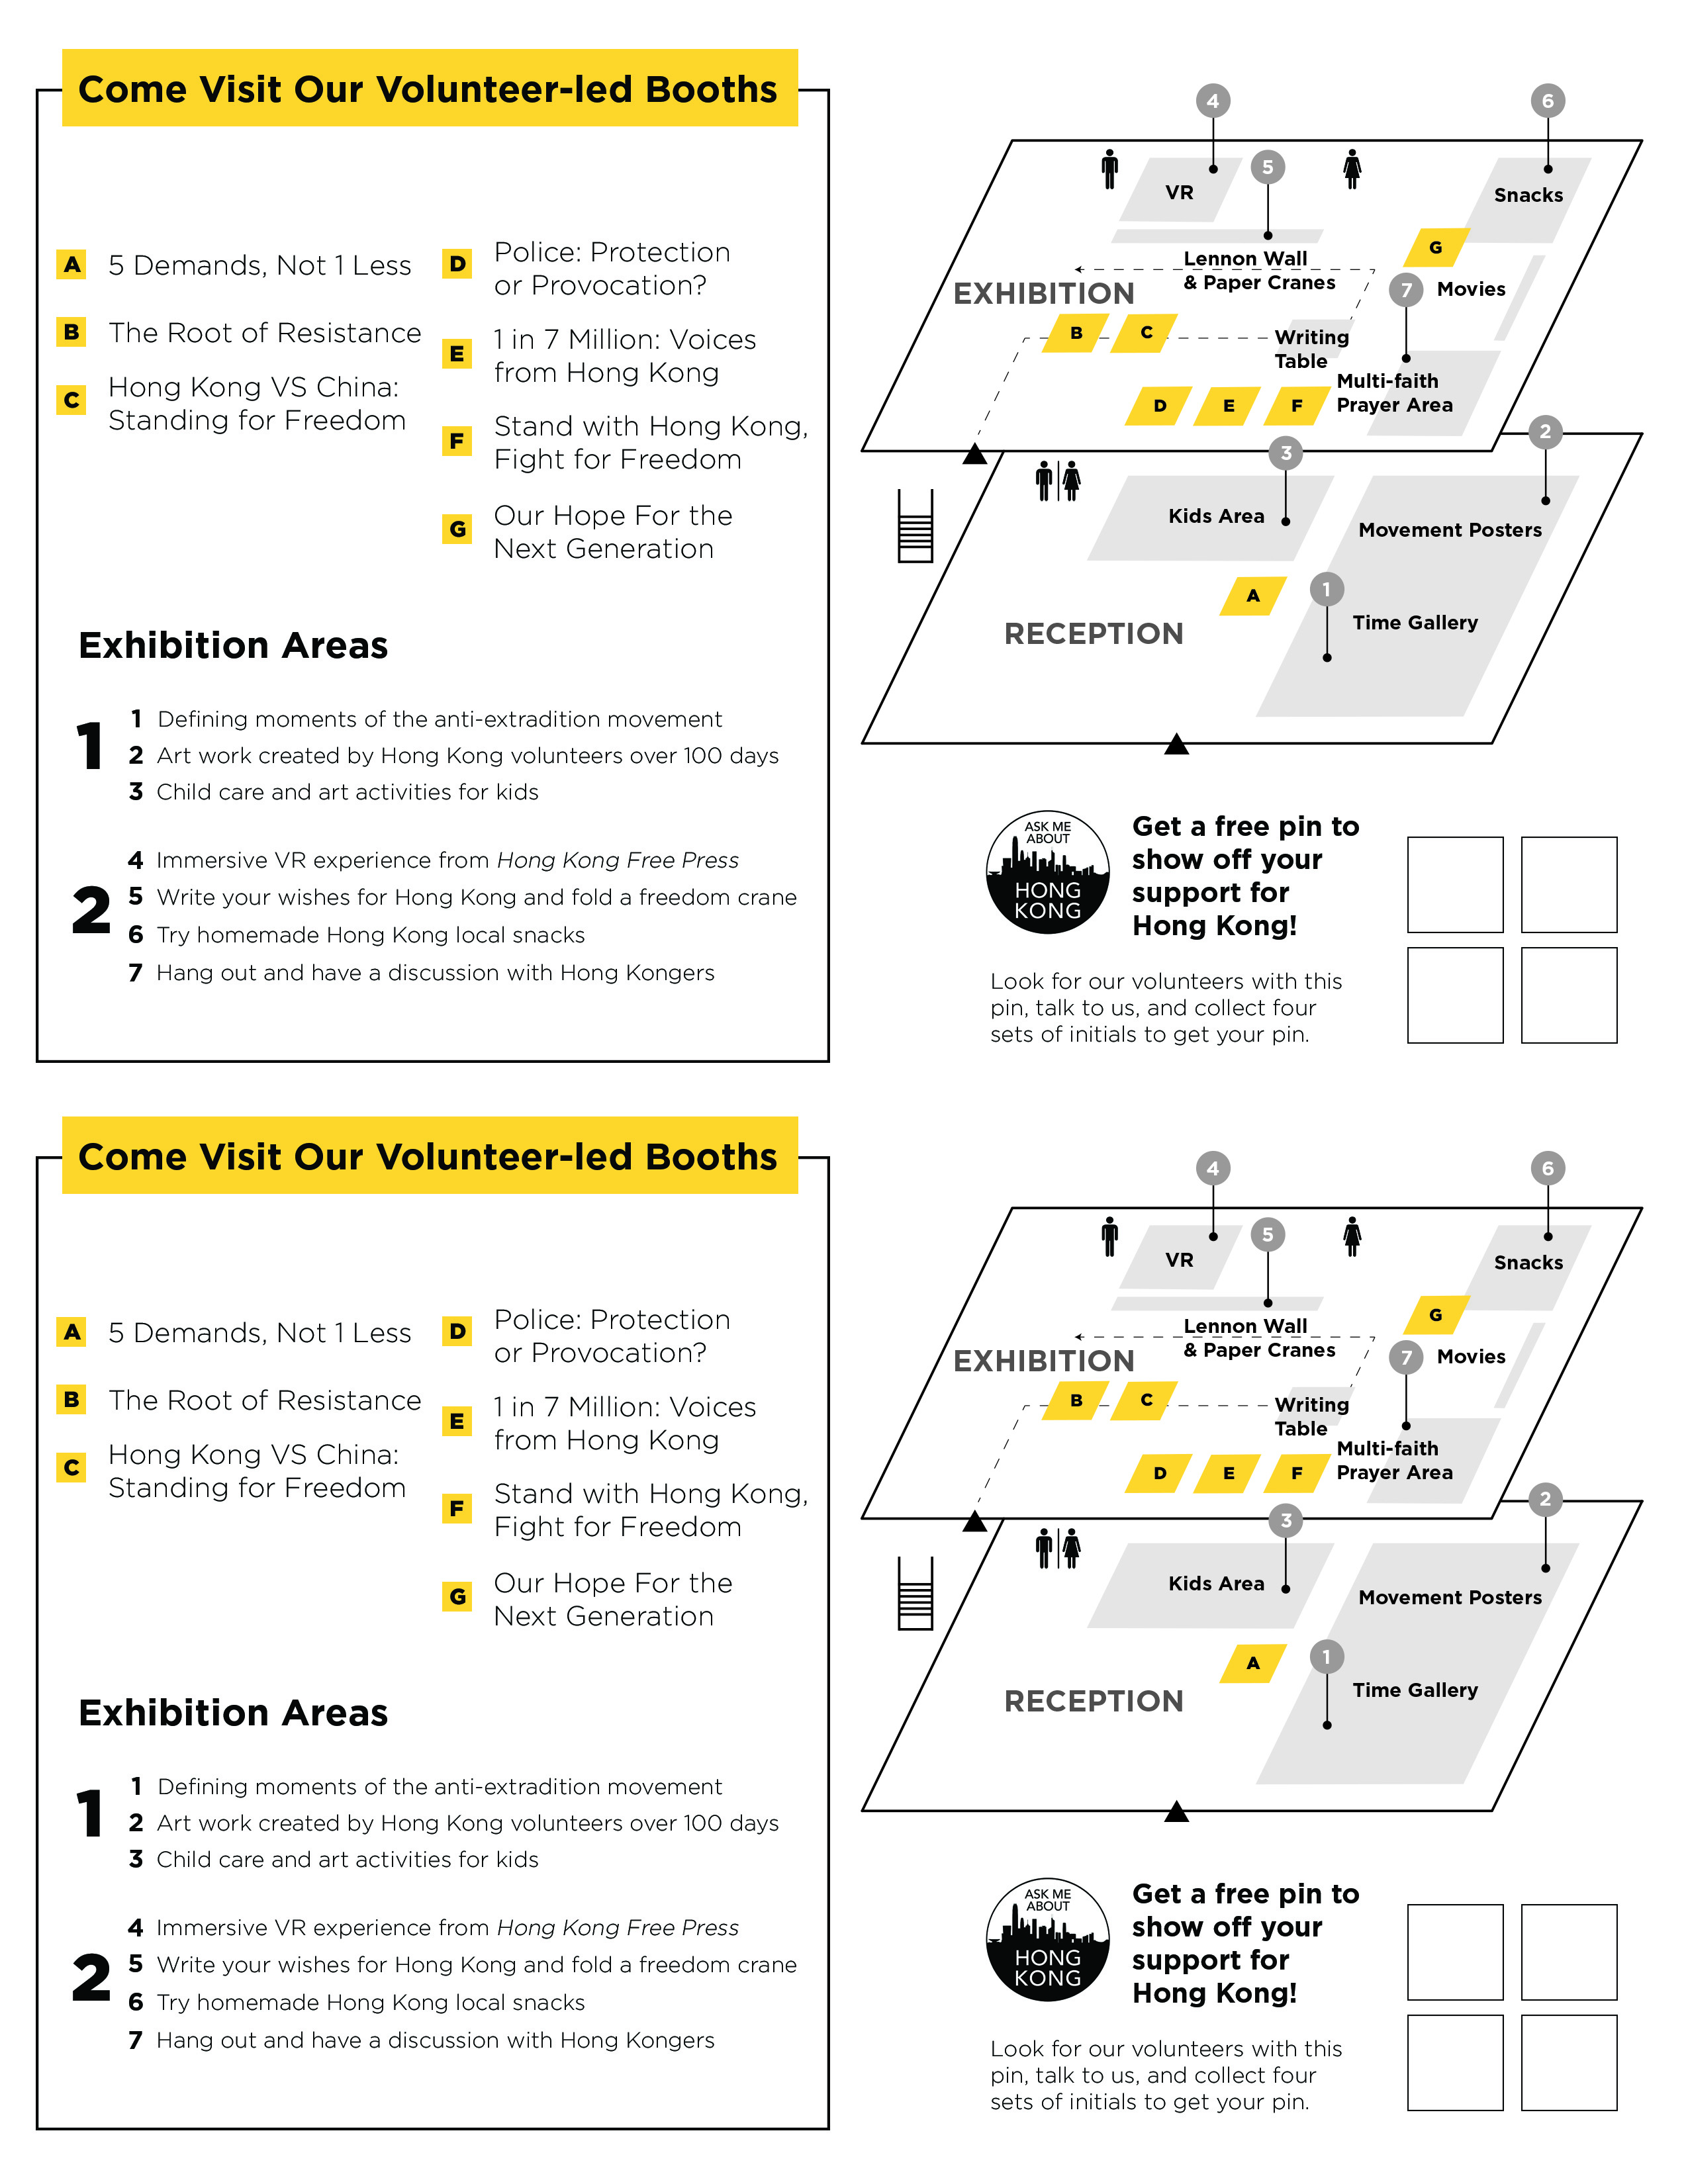 Come Visit Our Volunteer-led Booths
A 5 Demands, Not 1 Less
B The Root of Resistance
C Hong Kong VS China:
Standing for Freedom
D Police: Protection
or Provocation?
E 1 in 7 Million: Voices
from Hong Kong
F Stand with Hong Kong,
Fight for Freedom
G Our Hope For the
Next Generation
Exhibition Areas
1
1 Defining moments of the anti-extradition movement
2 Art work created by Hong Kong volunteers over 100 days
3 Child care and art activities for kids
2
4 Immersive VR experience from Hong Kong Free Press
5 Write your wishes for Hong Kong and fold a freedom crane
6 Try homemade Hong Kong local snacks
7 Hang out and have a discussion with Hong Kongers
4
6
5
VR
Snacks
G
Lennon Wall
& Paper Cranes
EXHIBITION
7
Movies
B
C
Writing
Table
Multi-faith
Prayer Area
D
E
F
2
3
Kids Area
Movement Posters
A
1
Time Gallery
RECEPTION
ASK ME
ABOUT
HONG
KONG
Get a free pin to
show off your
support for
Hong Kong!
Look for our volunteers with this
pin, talk to us, and collect four
sets of initials to get your pin.
Come Visit Our Volunteer-led Booths
A 5 Demands, Not 1 Less
B The Root of Resistance
C Hong Kong VS China:
Standing for Freedom
D Police: Protection
or Provocation?
E 1 in 7 Million: Voices
from Hong Kong
F Stand with Hong Kong,
Fight for Freedom
G Our Hope For the
Next Generation
Exhibition Areas
1
1 Defining moments of the anti-extradition movement
2 Art work created by Hong Kong volunteers over 100 days
3 Child care and art activities for kids
2
4 Immersive VR experience from Hong Kong Free Press
5 Write your wishes for Hong Kong and fold a freedom crane
6 Try homemade Hong Kong local snacks
7 Hang out and have a discussion with Hong Kongers
4
6
5
VR
Snacks
G
Lennon Wall
& Paper Cranes
EXHIBITION
7
Movies
B
C
Writing
Table
Multi-faith
Prayer Area
D
E
F
2
3
Kids Area
Movement Posters
A
1
Time Gallery
RECEPTION
ASK ME
ABOUT
HONG
KONG
Get a free pin to
show off your
support for
Hong Kong!
Look for our volunteers with this
pin, talk to us, and collect four
sets of initials to get your pin.